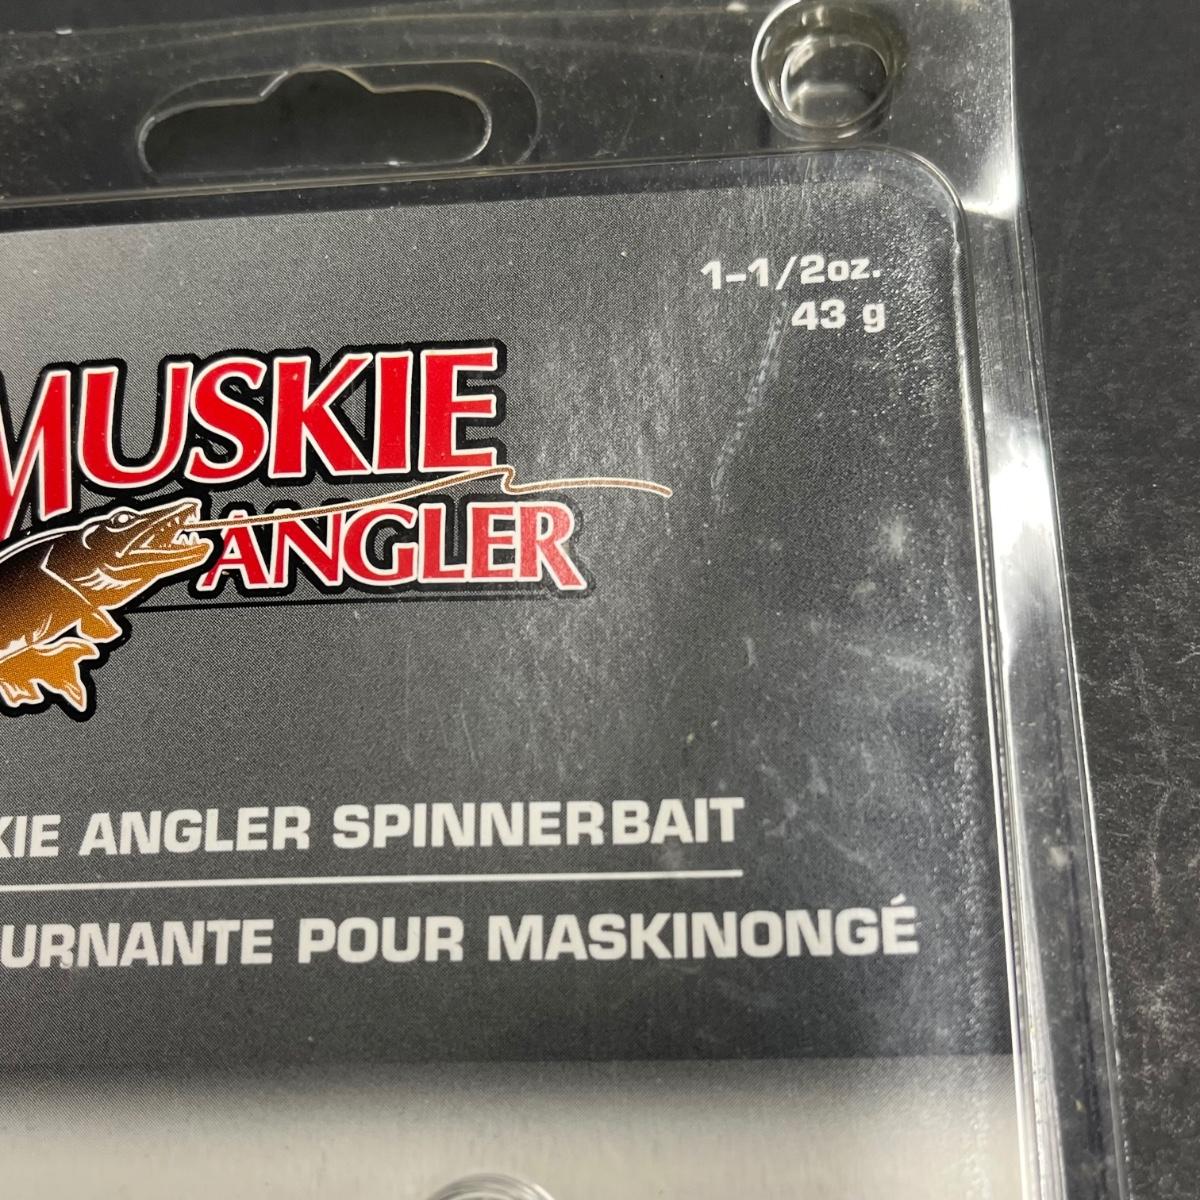 1-1/2oz.
43 g
MUSKIE
ANGLER
KIE ANGLER SPINNERBAIT
URNANTE POUR MASKINONGÉ